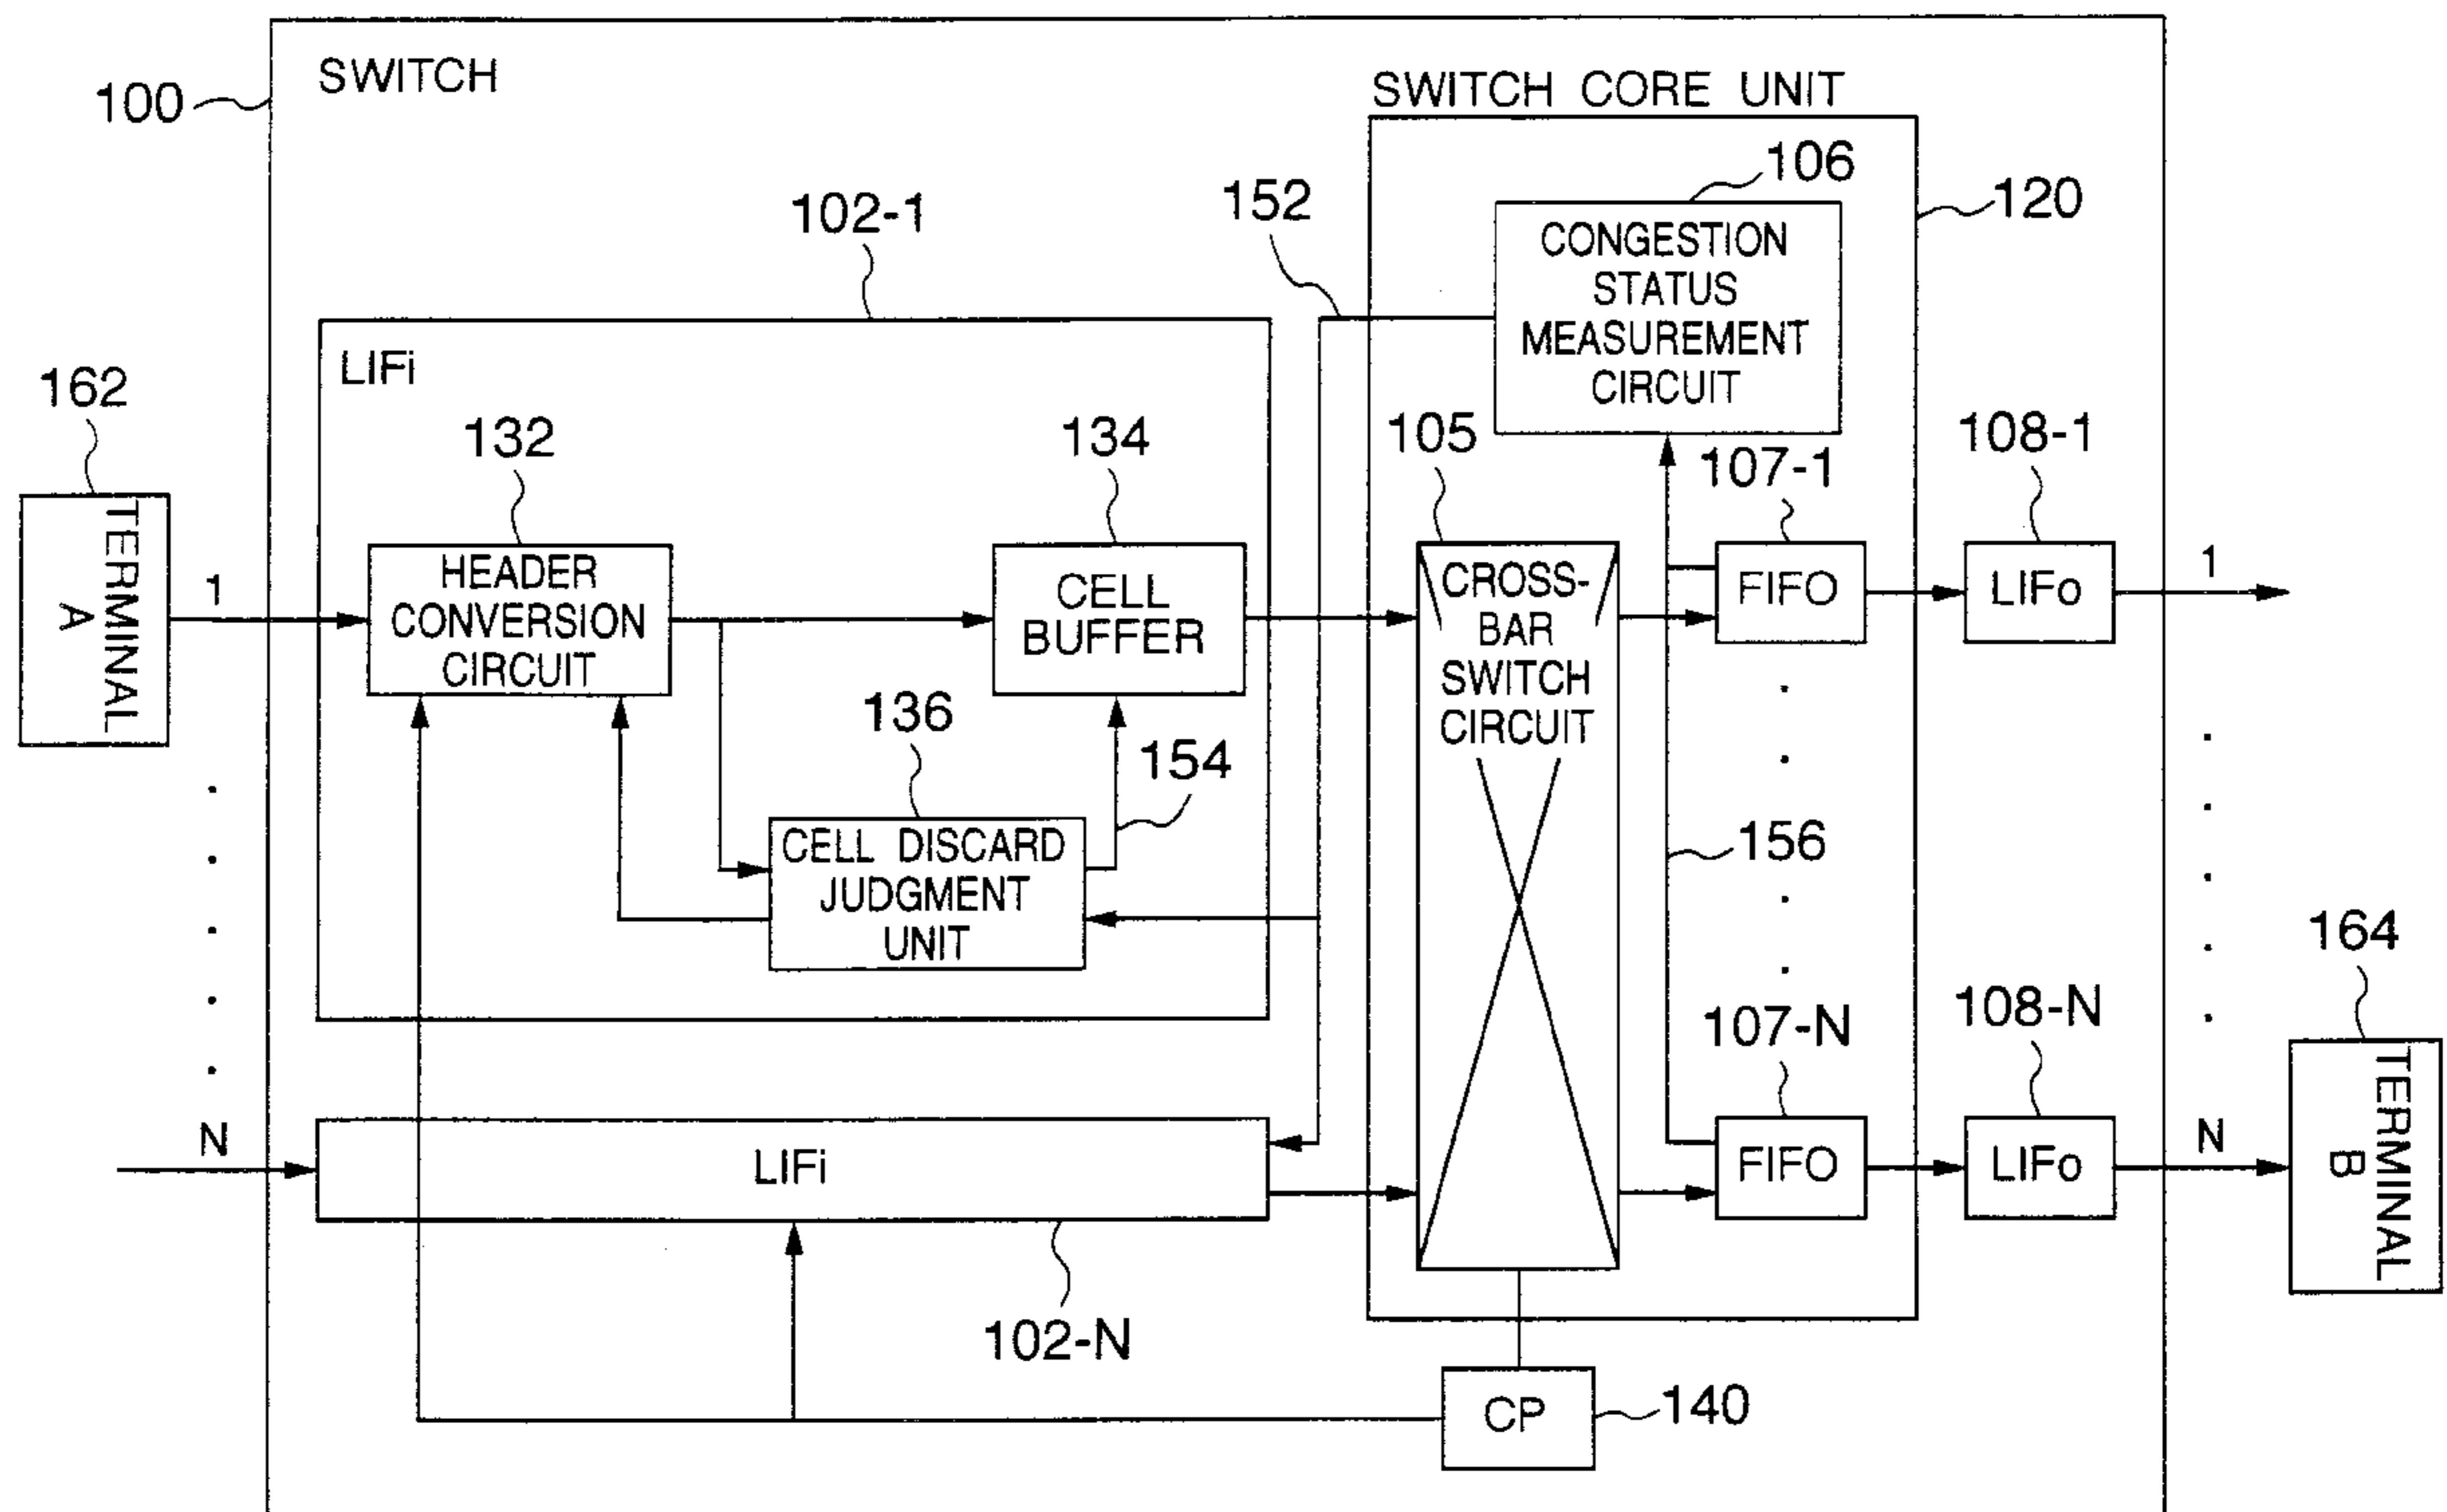 SWITCH
100
SWITCH CORE UNIT
106
120
152
102-1
CONGESTION
STATUS
MEASUREMENT
CIRCUIT
LIFi
162
132
134
105
107-1
108-1
TERMINAL
A
1
HEADER
CONVERSION
CIRCUIT
CELL
BUFFER
CROSS-
BAR
SWITCH
CIRCUIT
FIFO
LIFo
1
136
154
CELL DISCARD
JUDGMENT
UNIT
156
164
107-N
108-N
TERMINAL
B
N
LIFi
FIFO
LIFo
N
102-N
CP
140